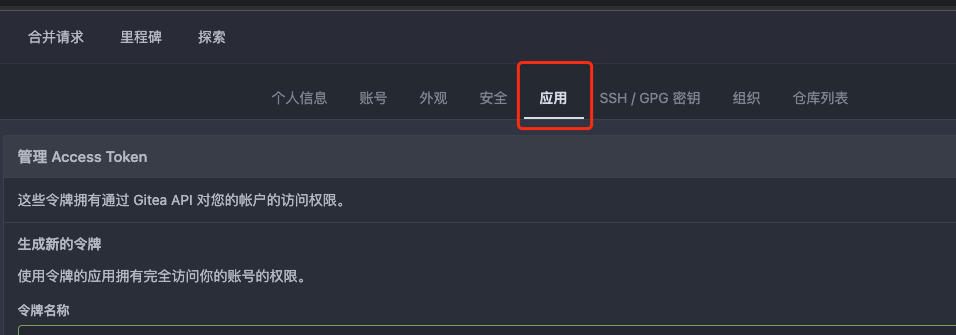 合并请求 里程碑 探索
个人信息 账号 外观 安全 应用 SSH / GPG 密钥 组织 仓库列表
管理 Access Token
这些令牌拥有通过 Gitea API 对您的帐户的访问权限。
生成新的令牌
使用令牌的应用拥有完全访问你的账号的权限。
令牌名称